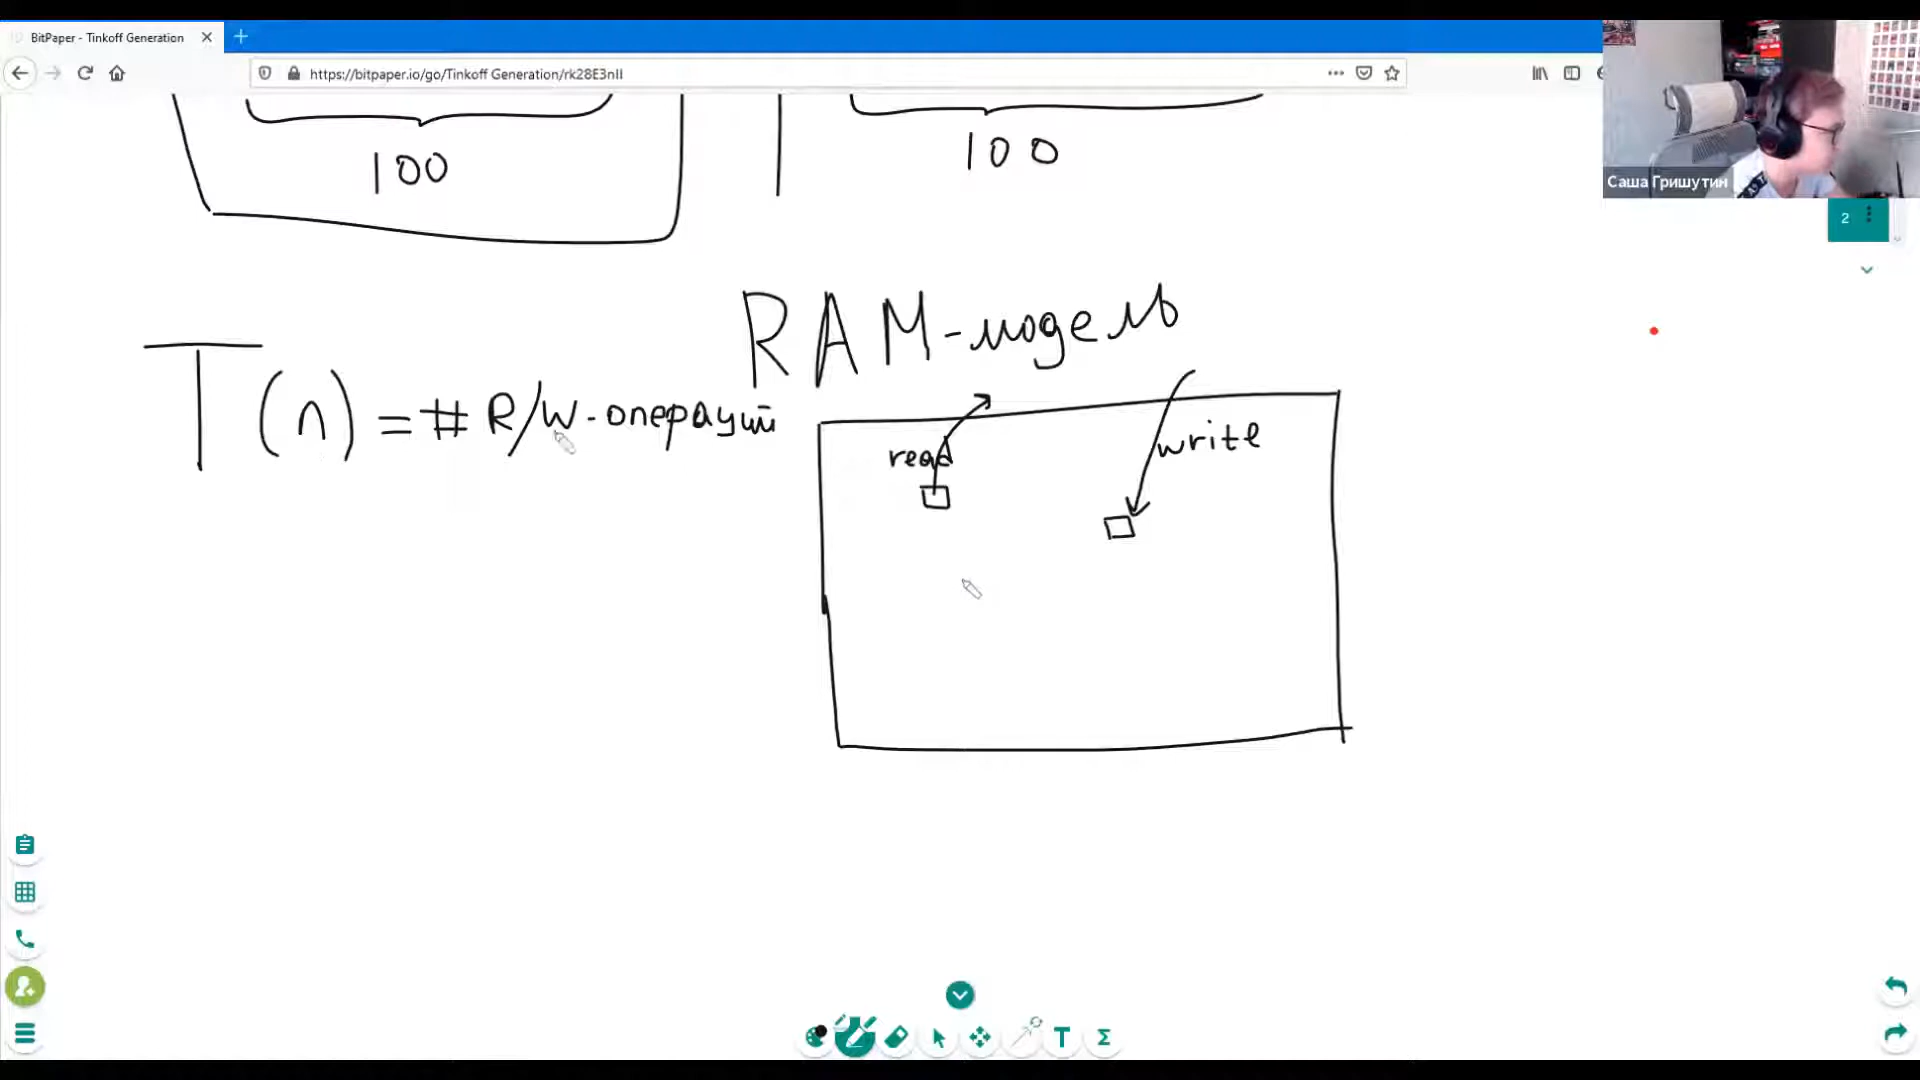 BitPaper - Tinkoff Generation
https://bitpaper.io/go/Tinkoff Generation/rk28E3nII
Саша Гришутин
2
100
100
RAM-модель
T(n) = # R/W-операций
read
write
T
Σ